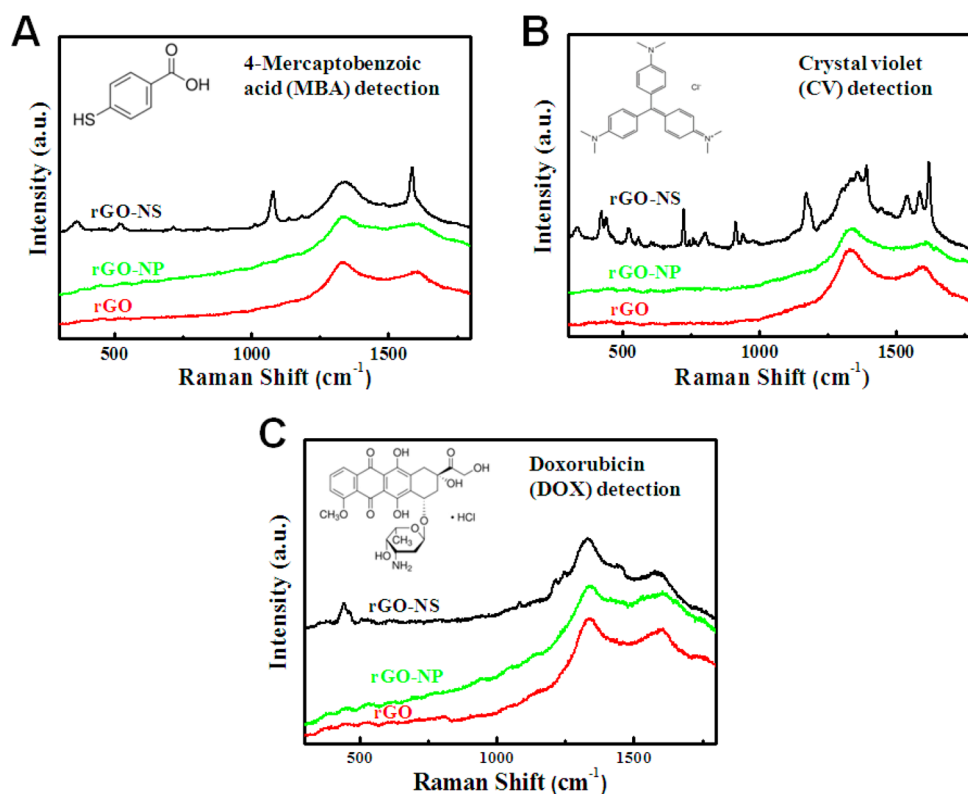 A
4-Mercaptobenzoic
acid (MBA) detection
O
OH
HS
rGO-NS
rGO-NP
rGO
Intensity (a.u.)
500 1000 1500
Raman Shift (cm⁻¹)
B
Crystal violet
(CV) detection
N
Cl⁻
N
N⁺
rGO-NS
rGO-NP
rGO
Intensity (a.u.)
500 1000 1500
Raman Shift (cm⁻¹)
C
Doxorubicin
(DOX) detection
O OH O
OH
OH
OCH₃ O OH O
• HCl
O
CH₃
HO
NH₂
rGO-NS
rGO-NP
rGO
Intensity (a.u.)
500 1000 1500
Raman Shift (cm⁻¹)